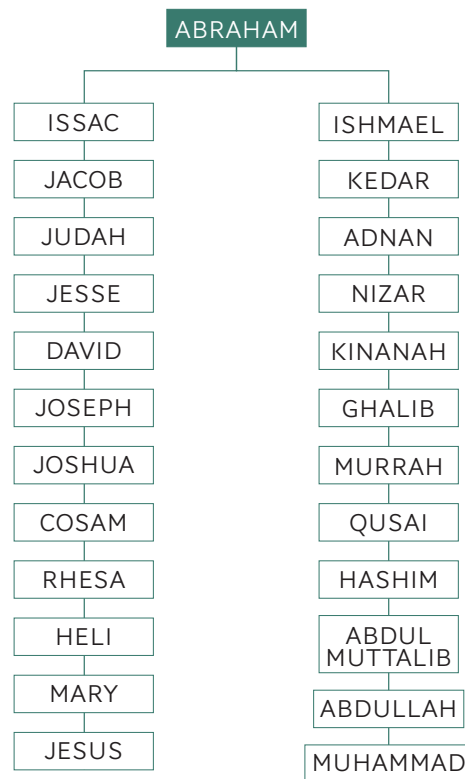 ABRAHAM
ISSAC
JACOB
JUDAH
JESSE
DAVID
JOSEPH
JOSHUA
COSAM
RHESA
HELI
MARY
JESUS
ISHMAEL
KEDAR
ADNAN
NIZAR
KINANAH
GHALIB
MURRAH
QUSAI
HASHIM
ABDUL
MUTTALIB
ABDULLAH
MUHAMMAD